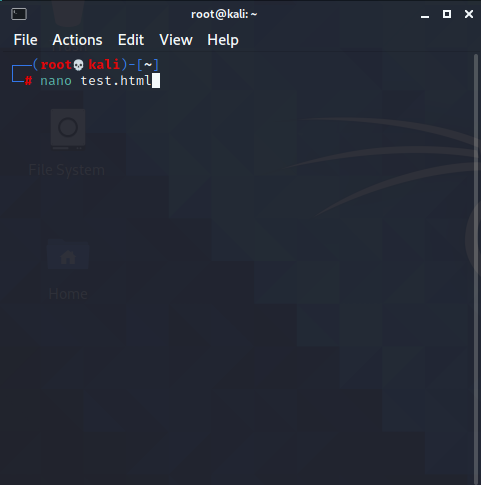 root@kali: ~
File Actions Edit View Help
┌──(root💀kali)-[~]
└─# nano test.html
File System
Home